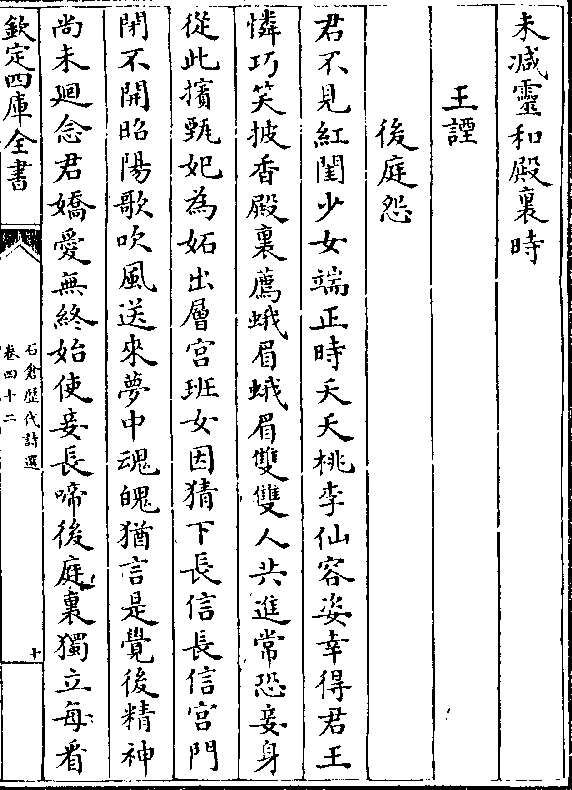 未減靈和殿裏時
王諲
後庭怨
君不見紅閨少女端正時夭夭桃李仙容姿幸得君王
憐巧笑披香殿裏薦蛾眉蛾眉雙雙人共進常恐妾身
從此擯甄妃為妬出層宫班女因猜下長信長信宫門
閉不開昭陽歌吹風送來夢中魂魄猶言是覺後精神
尚未廻念君嬌愛無終始使妾長啼後庭裏獨立每看
欽定四庫全書
石倉歴代詩選
卷四十二
十